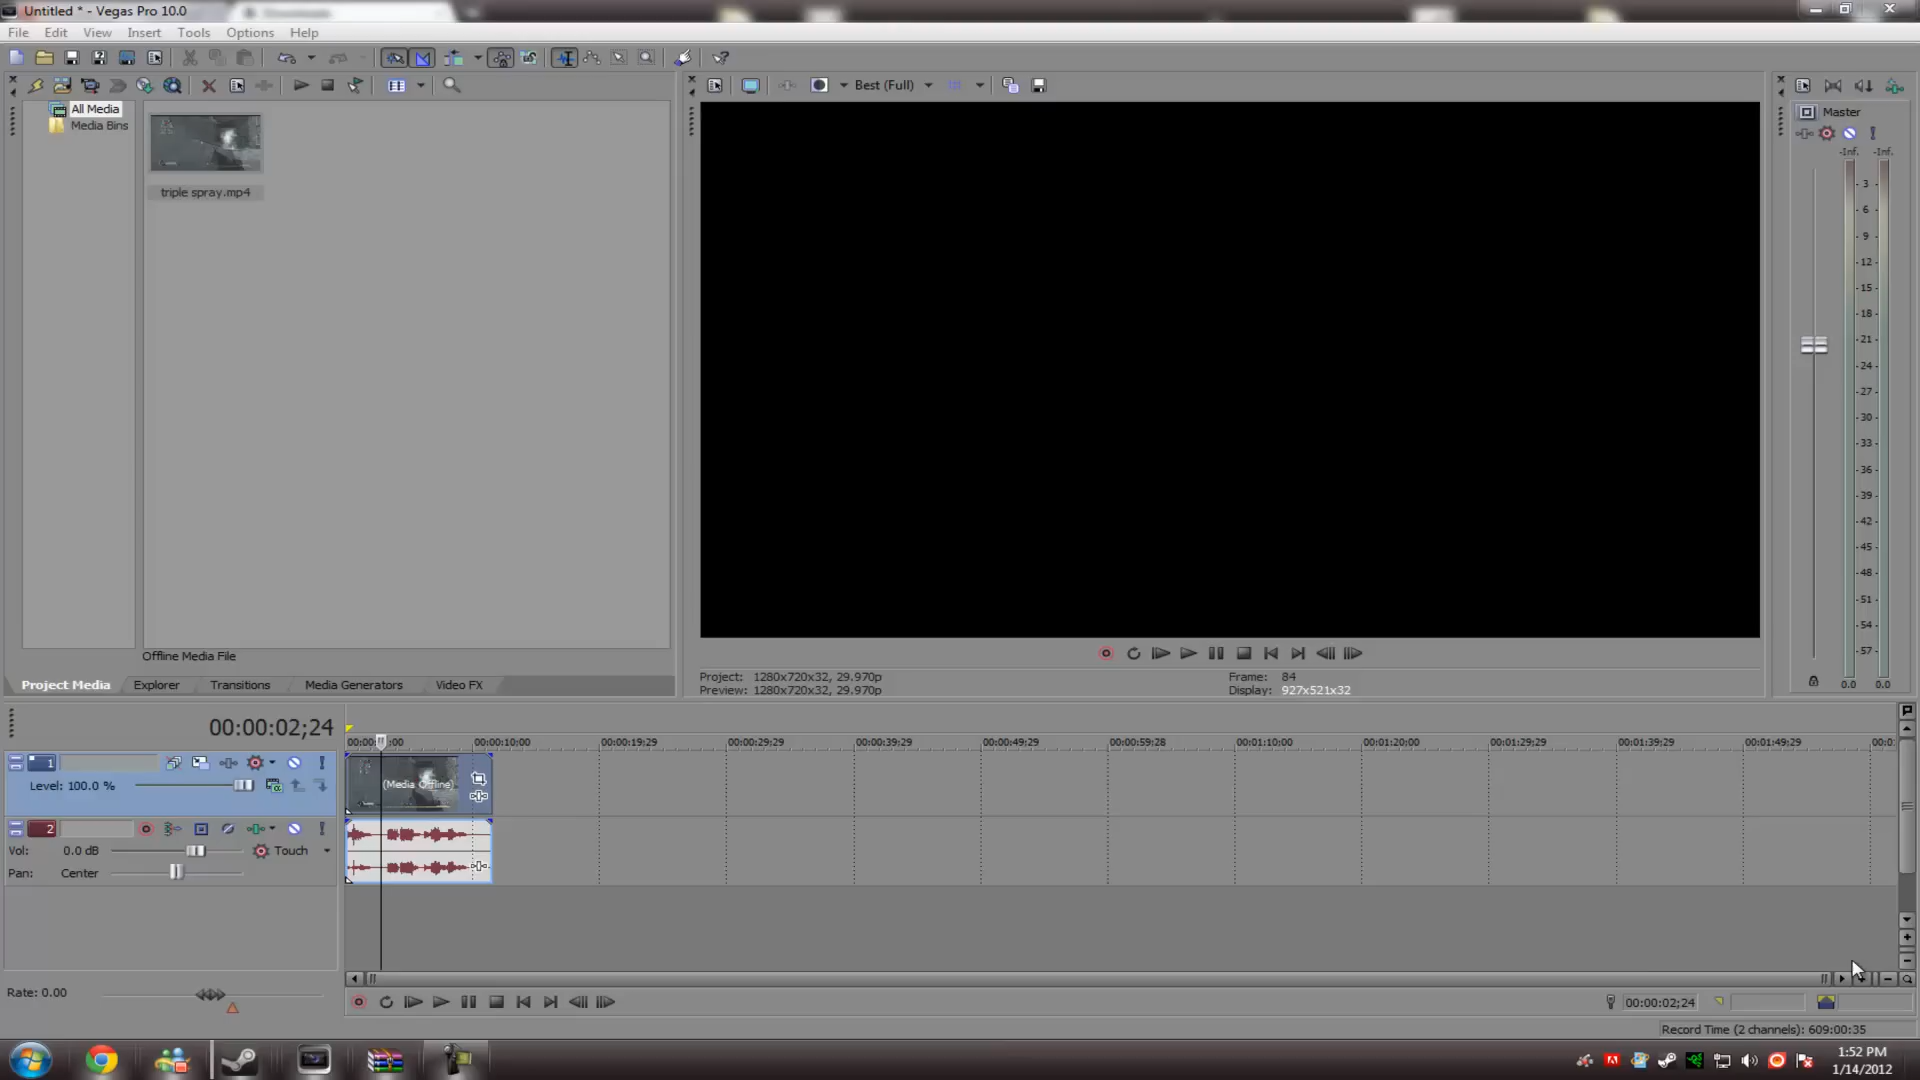 Untitled * - Vegas Pro 10.0
File Edit View Insert Tools Options Help
Best (Full)
All Media
Media Bins
triple spray.mp4
Offline Media File
Project Media Explorer Transitions Media Generators Video FX
Project: 1280x720x32, 29.970p
Preview: 1280x720x32, 29.970p
Frame: 84
Display: 927x521x32
Master
-Inf. -Inf.
- 3 -
- 6 -
- 9 -
- 12 -
- 15 -
- 18 -
- 21 -
- 24 -
- 27 -
- 30 -
- 33 -
- 36 -
- 39 -
- 42 -
- 45 -
- 48 -
- 51 -
- 54 -
- 57 -
0.0 0.0
00:00:02;24
00:00:10;00 00:00:19;29 00:00:29;29 00:00:39;29 00:00:49;29 00:00:59;28 00:01:10;00 00:01:20;00 00:01:29;29 00:01:39;29 00:01:49;29
1
Level: 100.0 %
(Media Offline)
2
Vol: 0.0 dB Touch
Pan: Center
Rate: 0.00
00:00:02;24
Record Time (2 channels): 609:00:35
1:52 PM
1/14/2012